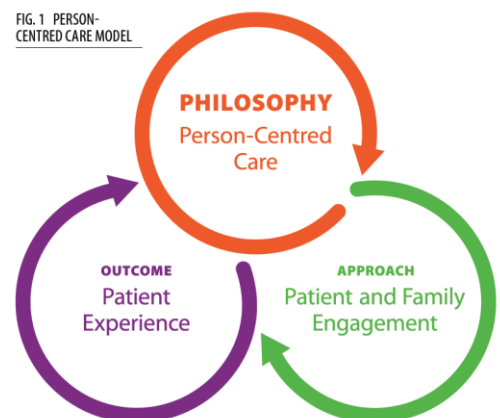 FIG. 1 PERSON-
CENTRED CARE MODEL
PHILOSOPHY
Person-Centred
Care
OUTCOME
Patient
Experience
APPROACH
Patient and Family
Engagement